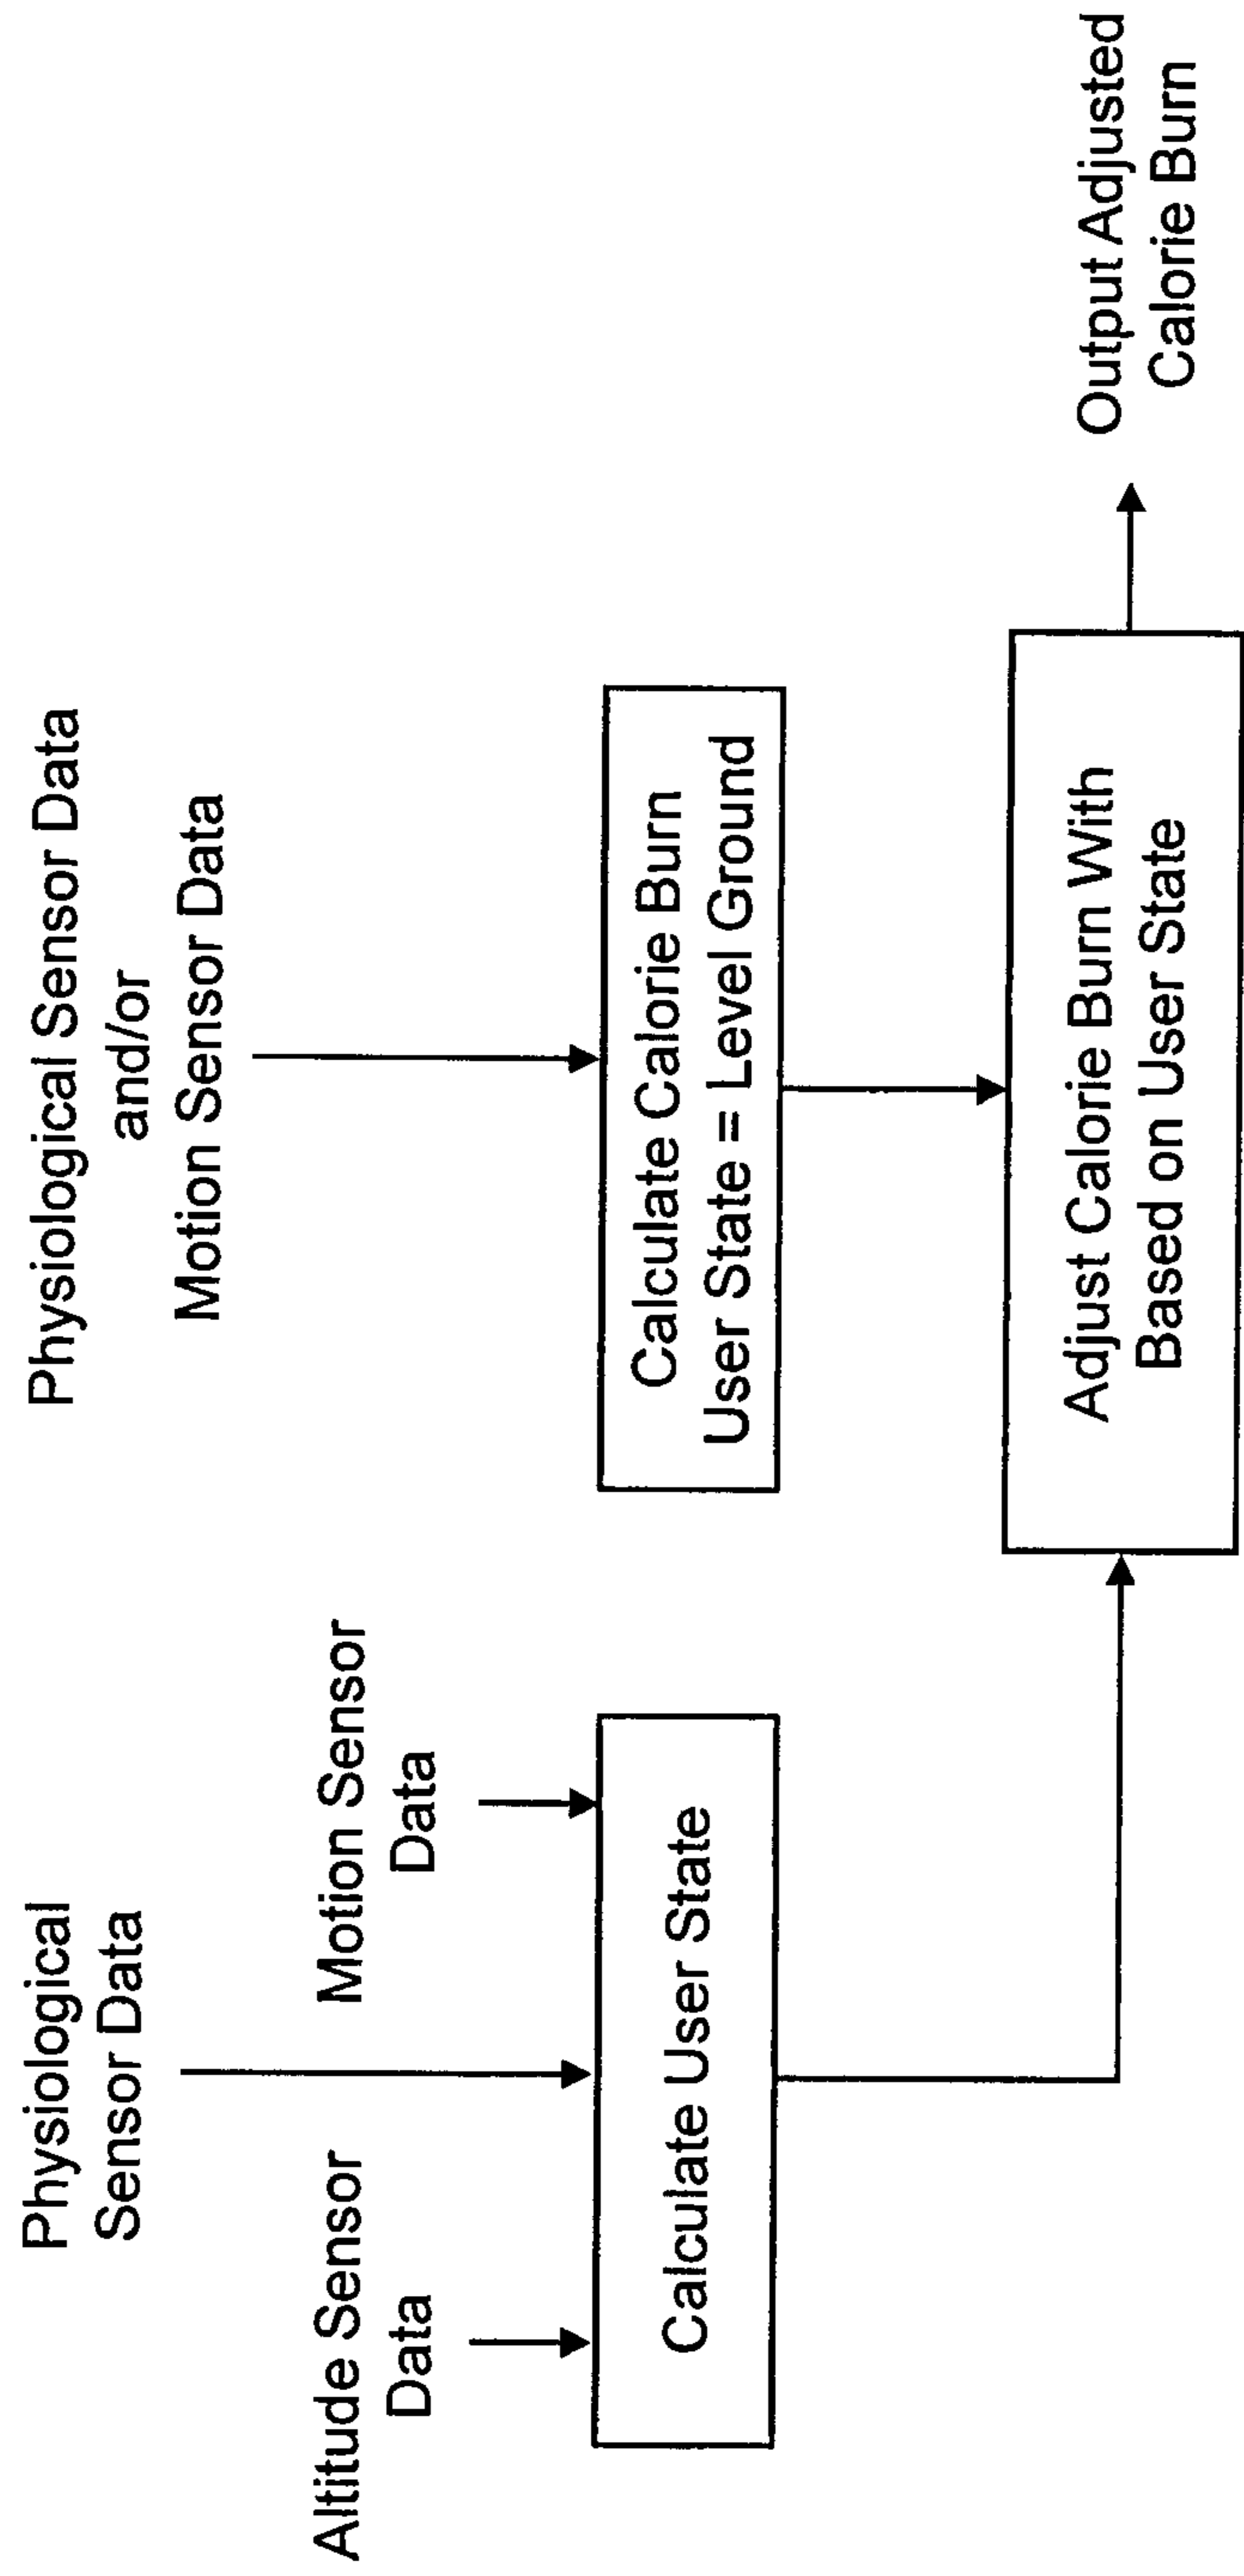 Physiological
Sensor Data
Altitude Sensor
Data
Motion Sensor
Data
Calculate User State
Physiological Sensor Data
and/or
Motion Sensor Data
Calculate Calorie Burn
User State = Level Ground
Adjust Calorie Burn With
Based on User State
Output Adjusted
Calorie Burn